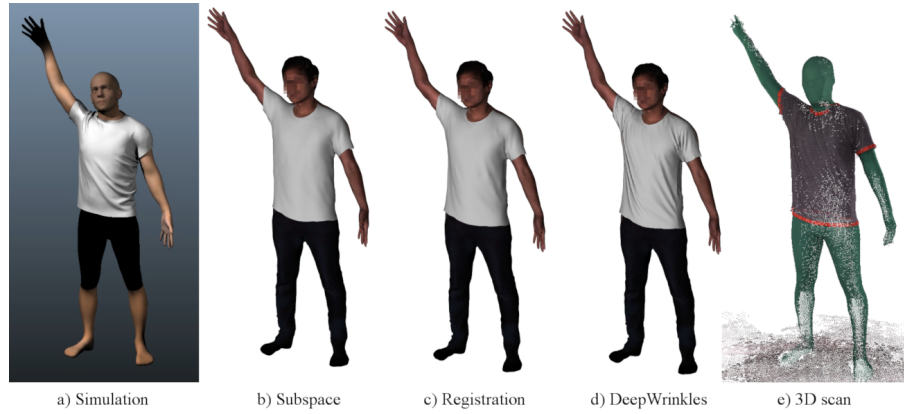 a) Simulation b) Subspace c) Registration d) DeepWrinkles e) 3D scan